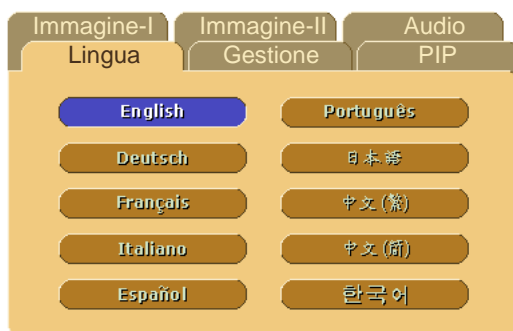 Immagine-I Immagine-II Audio
Lingua Gestione PIP
English Português
Deutsch 日本語
Français 中文(繁)
Italiano 中文(简)
Español 한국어